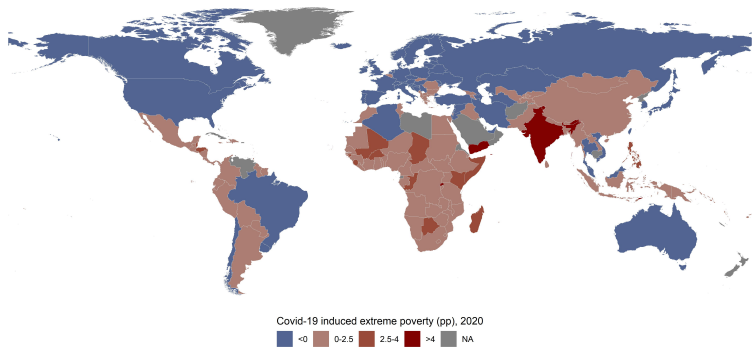 Covid-19 induced extreme poverty (pp), 2020
<0 0-2.5 2.5-4 >4 NA